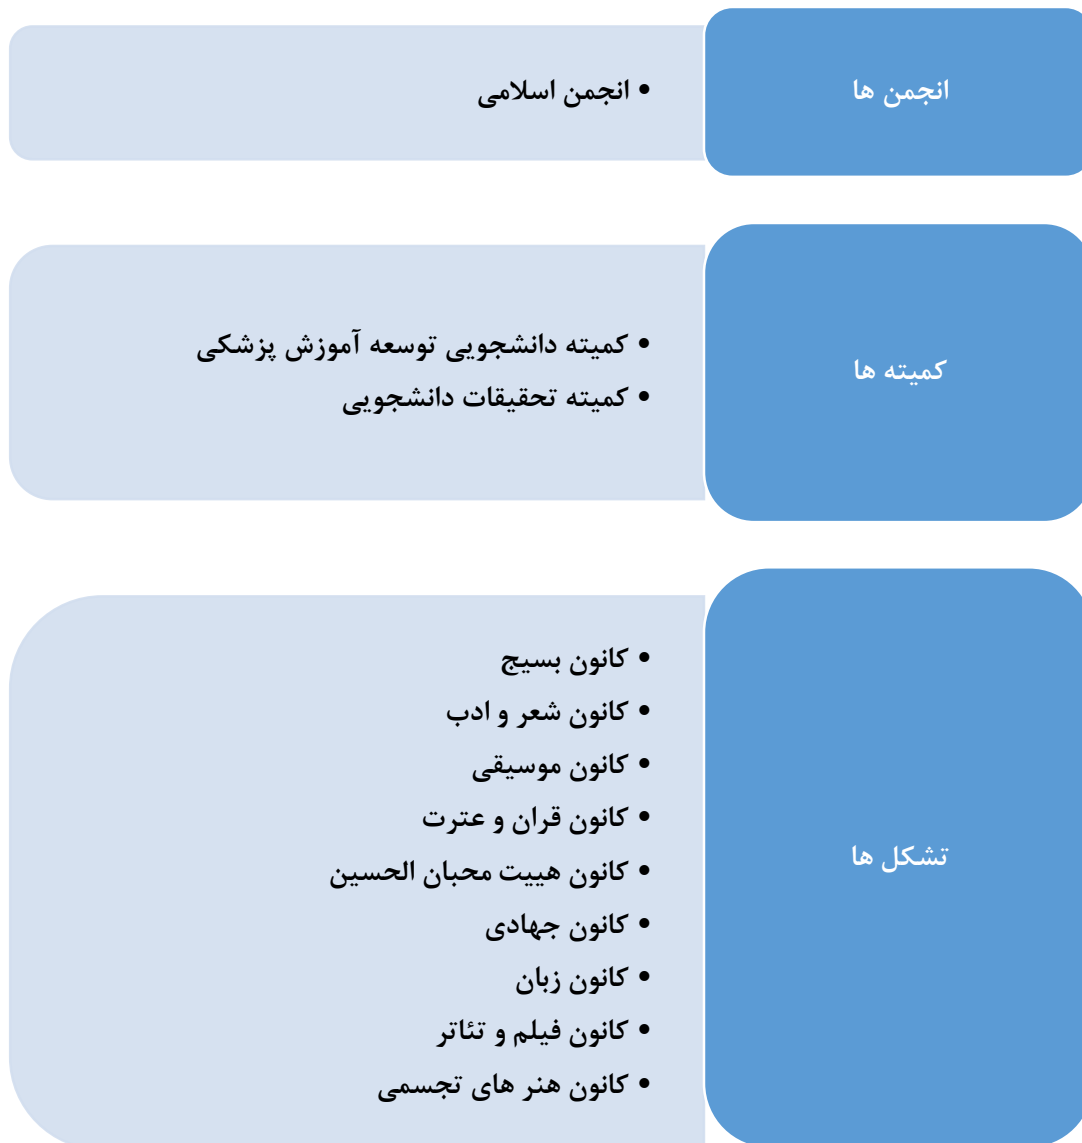 انجمن ها
• انجمن اسلامی
کمیته ها
• کمیته دانشجویی توسعه آموزش پزشکی
• کمیته تحقیقات دانشجویی
تشکل ها
• کانون بسیج
• کانون شعر و ادب
• کانون موسیقی
• کانون قران و عترت
• کانون هییت محبان الحسین
• کانون جهادی
• کانون زبان
• کانون فیلم و تئاتر
• کانون هنر های تجسمی